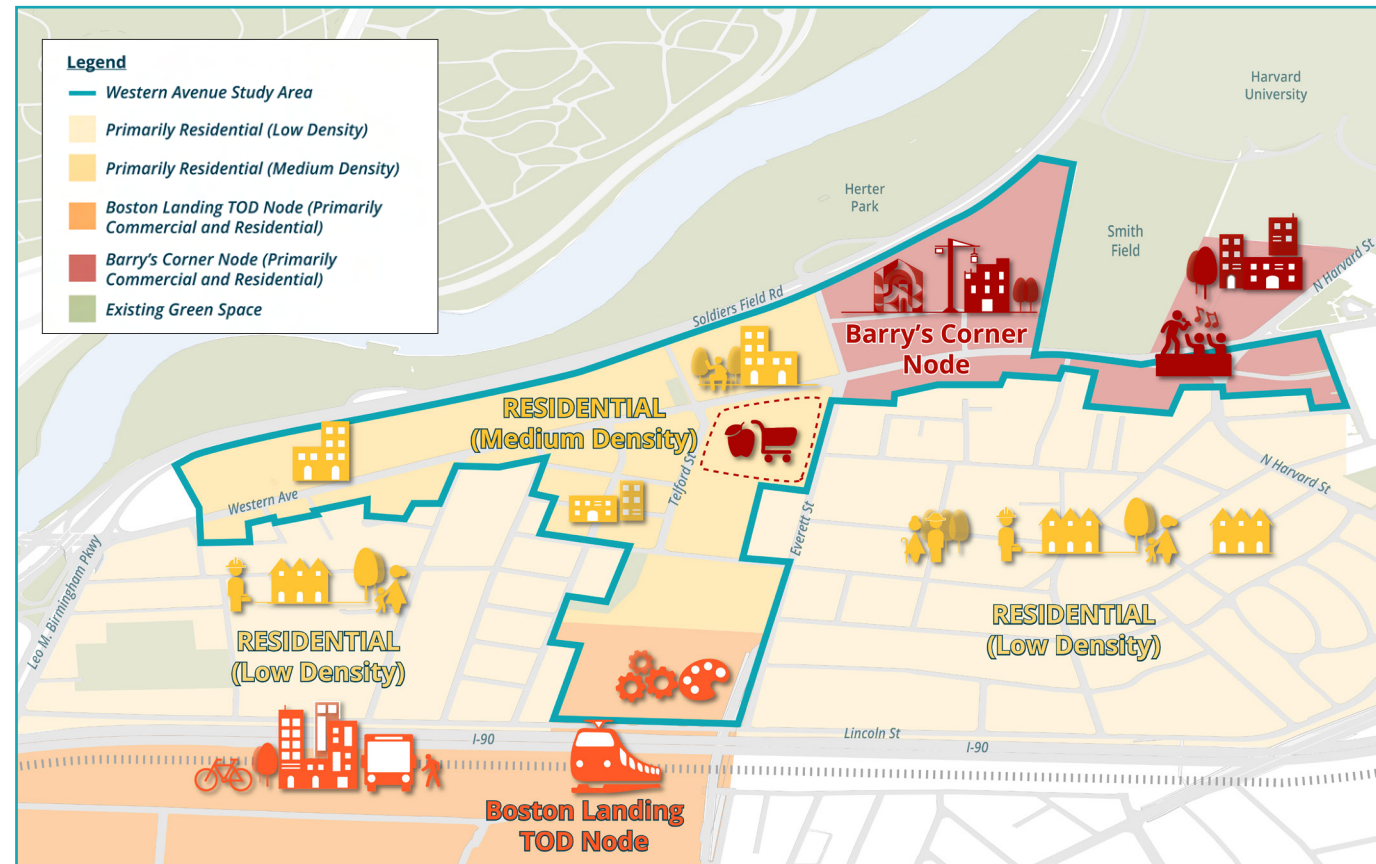 Legend
Western Avenue Study Area
Primarily Residential (Low Density)
Primarily Residential (Medium Density)
Boston Landing TOD Node (Primarily
Commercial and Residential)
Barry's Corner Node (Primarily
Commercial and Residential)
Existing Green Space
Harvard
University
Herter
Park
Smith
Field
N Harvard St
Soldiers Field Rd
Barry's Corner
Node
RESIDENTIAL
(Medium Density)
Telford St
Western Ave
N Harvard St
Everett St
Leo M. Birmingham Pkwy
RESIDENTIAL
(Low Density)
RESIDENTIAL
(Low Density)
I-90
Lincoln St
I-90
Boston Landing
TOD Node